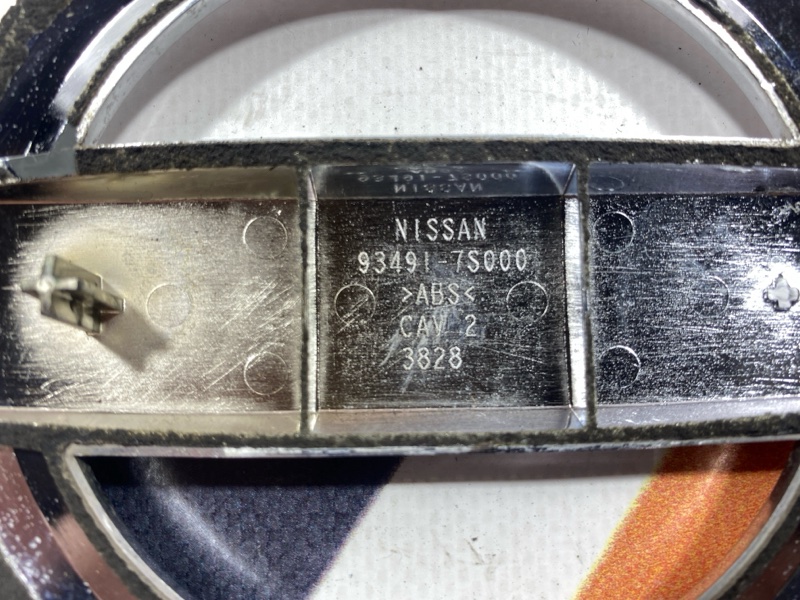 NISSAN
93491-7S000
>ABS<
CAV 2
3828